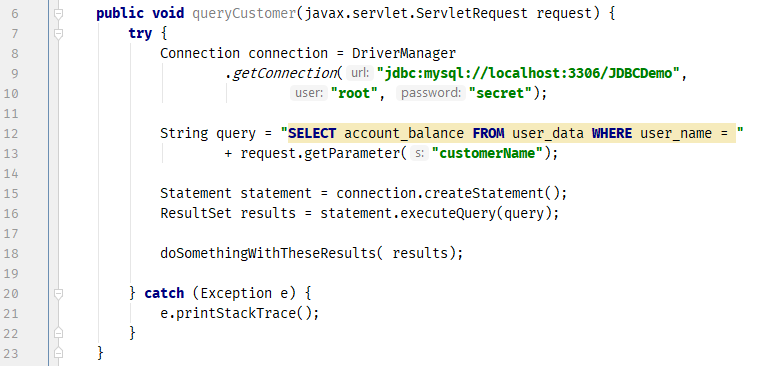 6 public void queryCustomer(javax.servlet.ServletRequest request) {
7 try {
8 Connection connection = DriverManager
9 .getConnection( url: "jdbc:mysql://localhost:3306/JDBCDemo",
10 user: "root", password: "secret");
11
12 String query = "SELECT account_balance FROM user_data WHERE user_name = "
13 + request.getParameter( s: "customerName");
14
15 Statement statement = connection.createStatement();
16 ResultSet results = statement.executeQuery(query);
17
18 doSomethingWithTheseResults( results);
19
20 } catch (Exception e) {
21 e.printStackTrace();
22 }
23 }